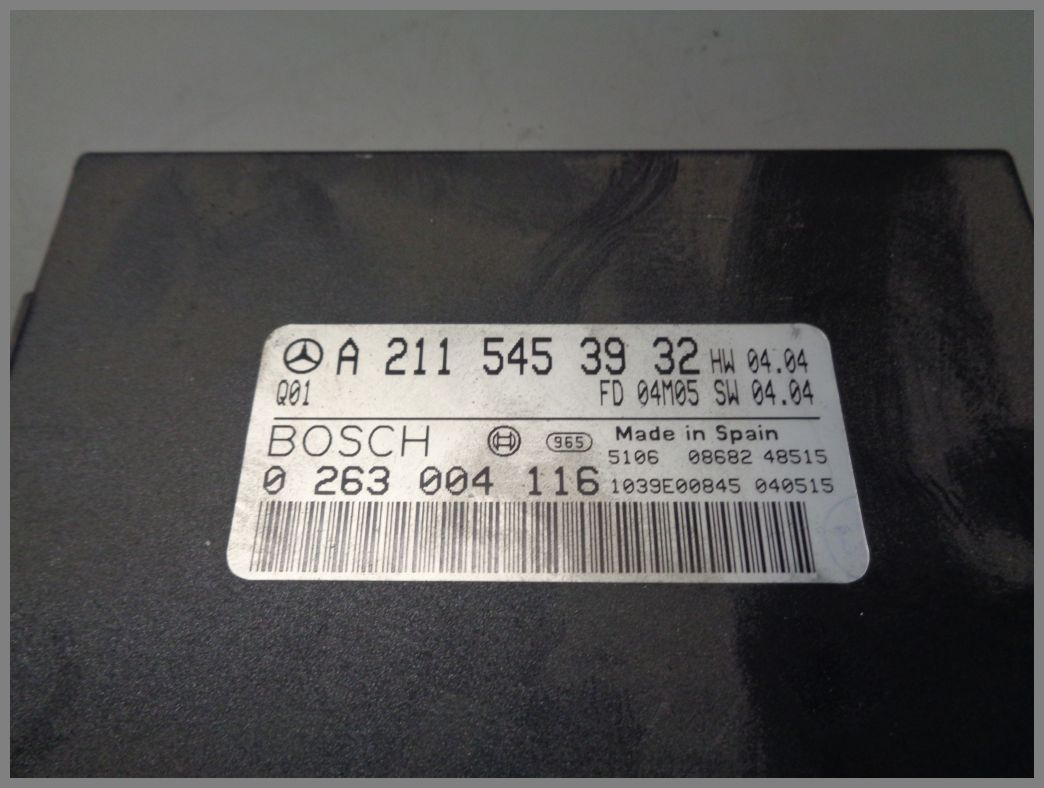 A 211 545 39 32 HW 04.04
Q01 FD 04M05 SW 04.04
BOSCH 965 Made in Spain
5106 08682 48515
0 263 004 116 1039E00845 040515